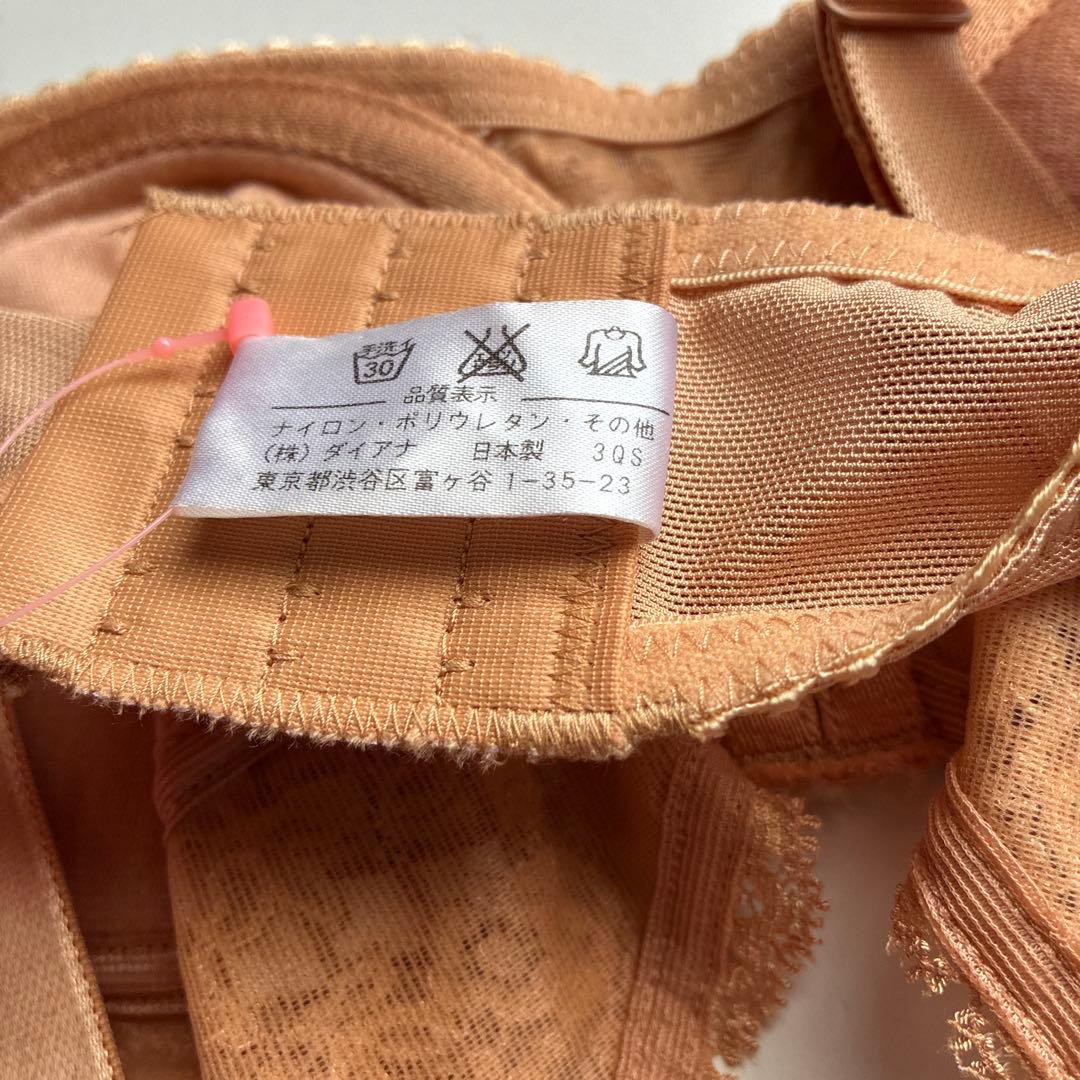 手洗イ
30
品質表示
ナイロン・ポリウレタン・その他
(株)ダイアナ 日本製 3QS
東京都渋谷区富ヶ谷1-35-23